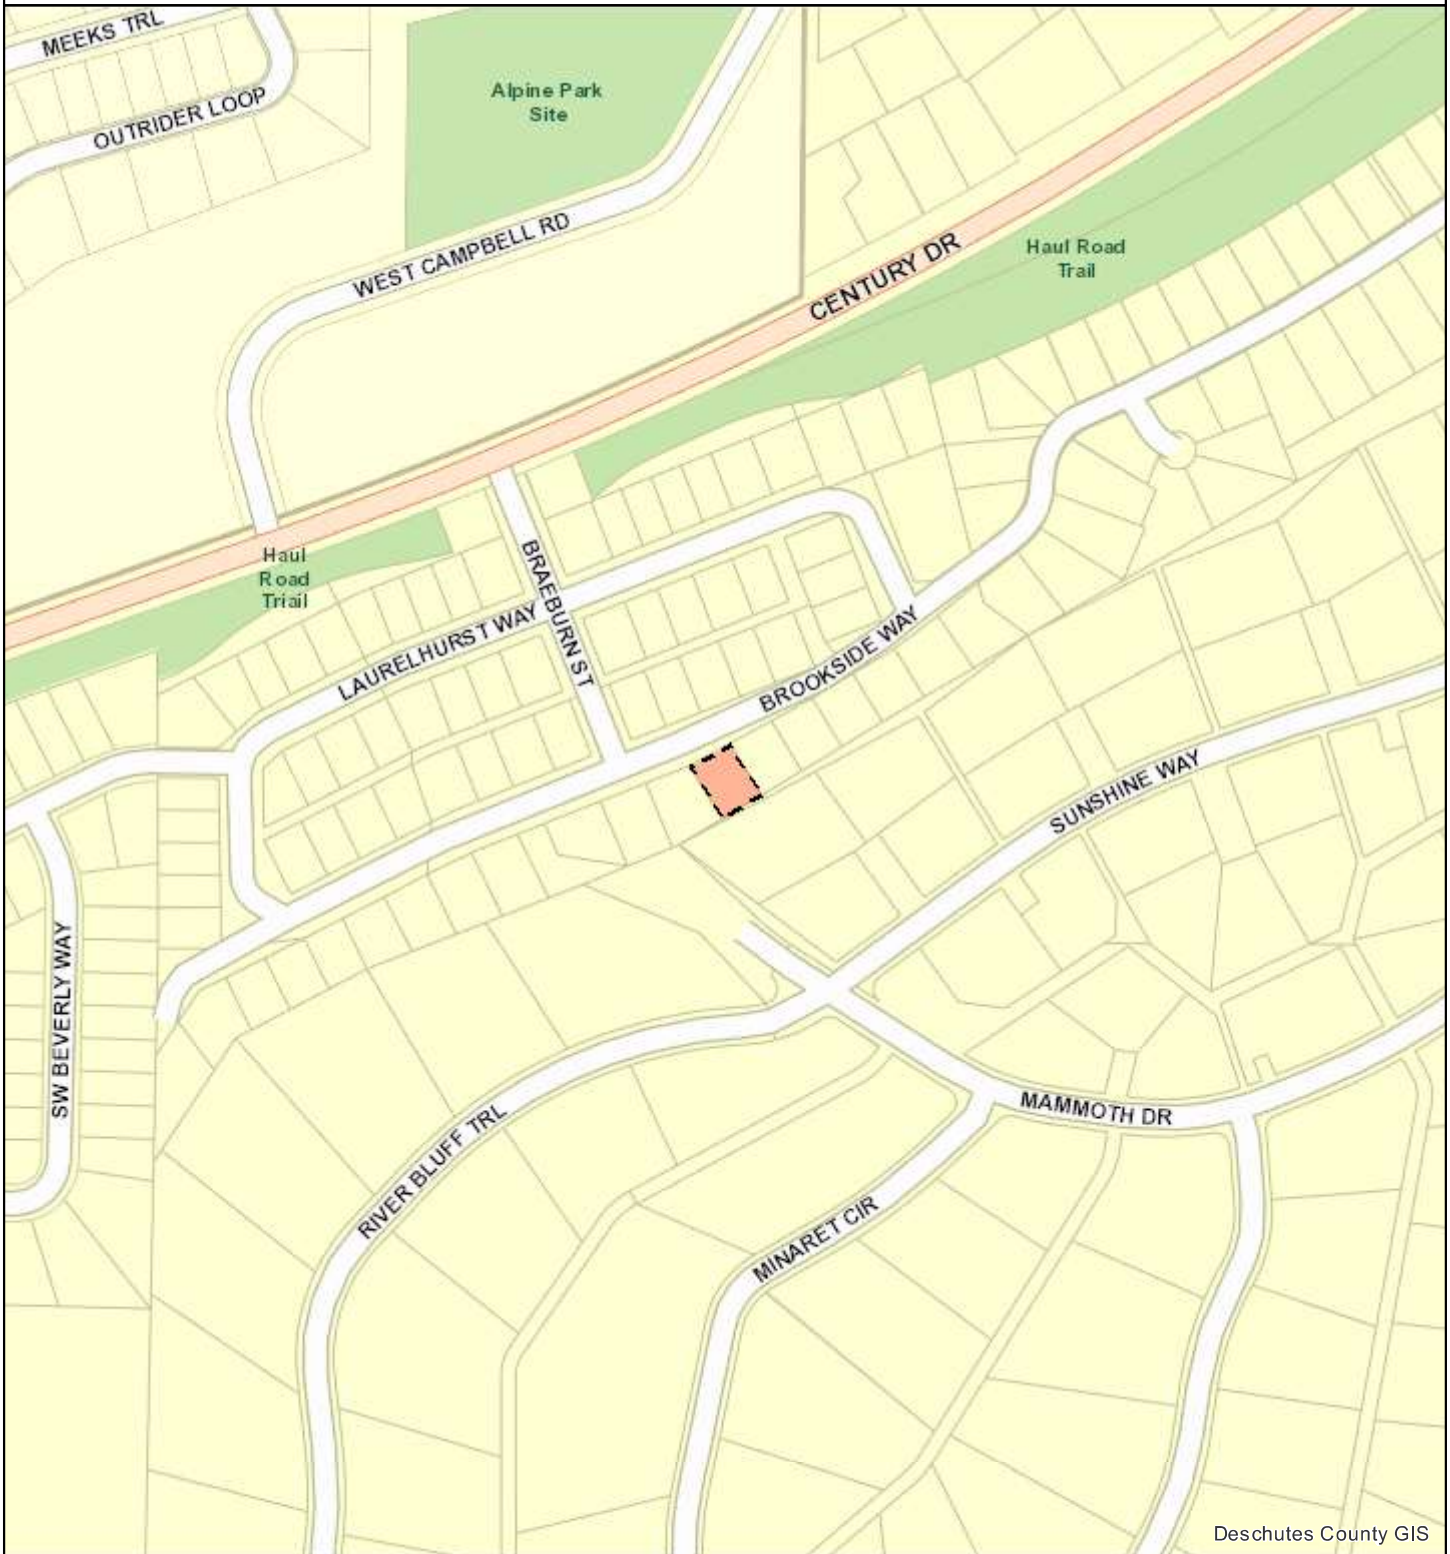 MEEKS TRL
OUTRIDER LOOP
Alpine Park
Site
WEST CAMPBELL RD
CENTURY DR
Haul Road
Trail
Haul
Road
Triail
BRAEBURN ST
LAURELHURST WAY
BROOKSIDE WAY
SUNSHINE WAY
SW BEVERLY WAY
RIVER BLUFF TRL
MAMMOTH DR
MINARET CIR
Deschutes County GIS